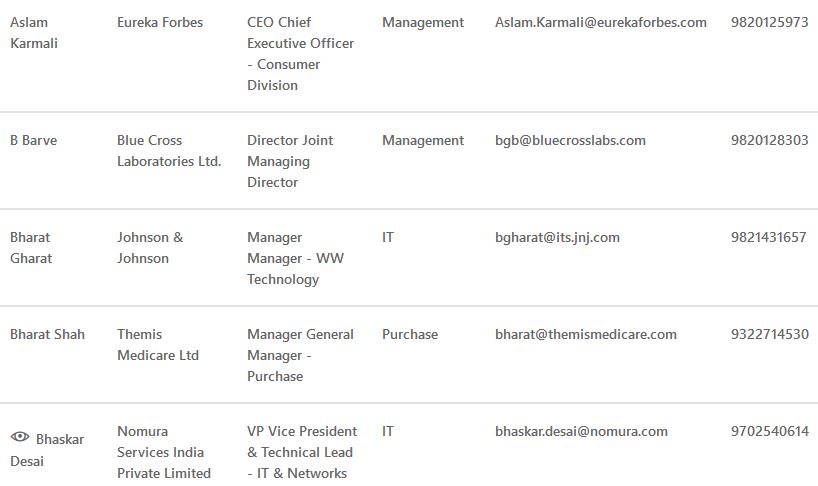 Aslam Karmali
Eureka Forbes
CEO Chief Executive Officer - Consumer Division
Management
Aslam.Karmali@eurekaforbes.com
9820125973
B Barve
Blue Cross Laboratories Ltd.
Director Joint Managing Director
Management
bgb@bluecrosslabs.com
9820128303
Bharat Gharat
Johnson & Johnson
Manager Manager - WW Technology
IT
bgharat@its.jnj.com
9821431657
Bharat Shah
Themis Medicare Ltd
Manager General Manager - Purchase
Purchase
bharat@themismedicare.com
9322714530
Bhaskar Desai
Nomura Services India Private Limited
VP Vice President & Technical Lead - IT & Networks
IT
bhaskar.desai@nomura.com
9702540614